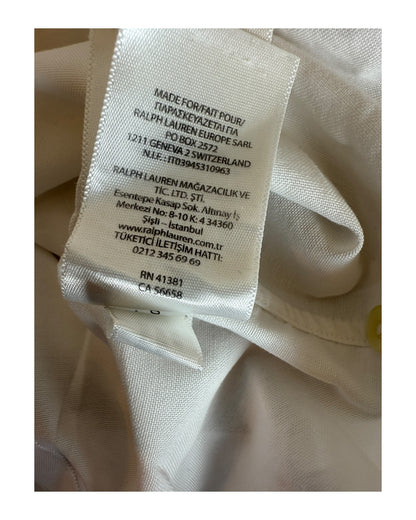 MADE FOR/FAIT POUR/
ΠΑΡΑΣΚΕΥΑΖΕΤΑΙ ΓΙΑ
RALPH LAUREN EUROPE SARL
PO BOX 2572
1211 GENEVA 2 SWITZERLAND
N.I.F.: IT03945310963
RALPH LAUREN MAĞAZACILIK VE
TİC. LTD. ŞTİ.
Esentepe Kasap Sok. Altınay İş
Merkezi No: 8-10 K: 4 34360
Şişli – İstanbul
www.ralphlauren.com.tr
TÜKETİCİ İLETİŞİM HATTI:
0212 345 69 69
RN 41381
CA 56658